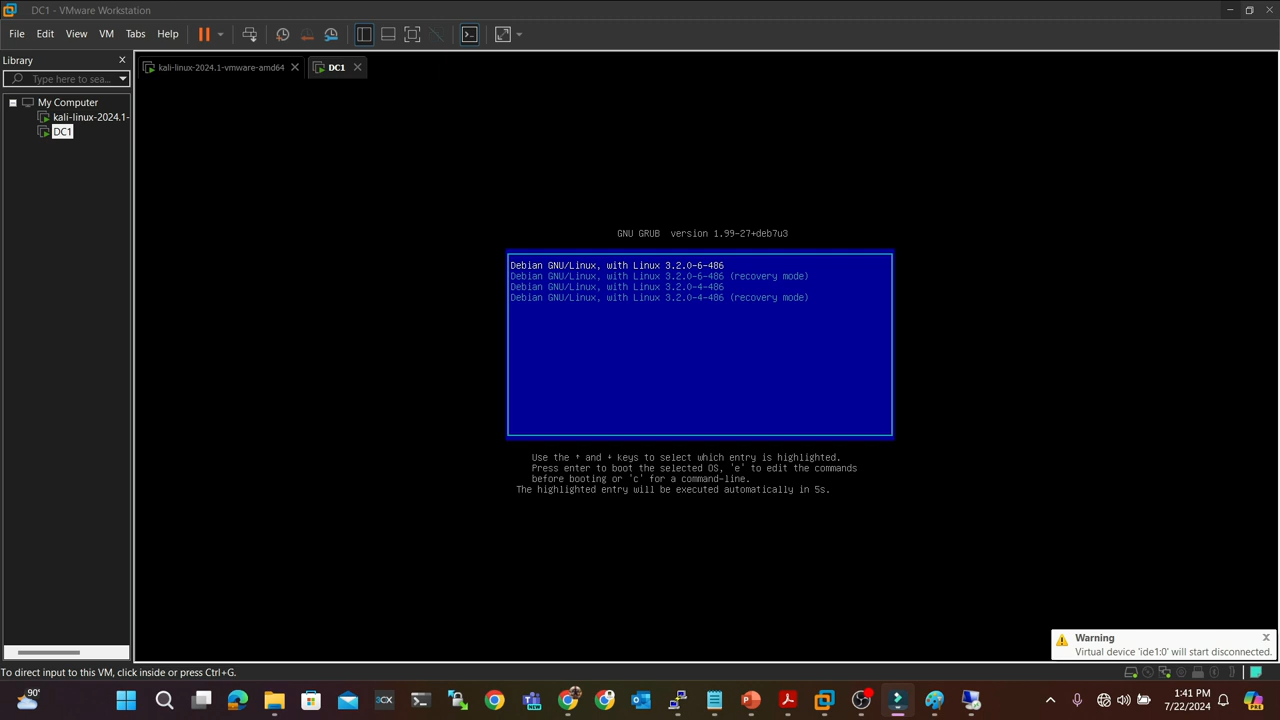 DC1 - VMware Workstation
File Edit View VM Tabs Help
Library
Type here to sea...
My Computer
kali-linux-2024.1-
DC1
kali-linux-2024.1-vmware-amd64
DC1
GNU GRUB version 1.99-27+deb7u3
Debian GNU/Linux, with Linux 3.2.0-6-486
Debian GNU/Linux, with Linux 3.2.0-6-486 (recovery mode)
Debian GNU/Linux, with Linux 3.2.0-4-486
Debian GNU/Linux, with Linux 3.2.0-4-486 (recovery mode)
Use the ↑ and ↓ keys to select which entry is highlighted.
Press enter to boot the selected OS, 'e' to edit the commands
before booting or 'c' for a command-line.
The highlighted entry will be executed automatically in 5s.
Warning
Virtual device 'ide1:0' will start disconnected.
To direct input to this VM, click inside or press Ctrl+G.
90°
3CX
1:41 PM
7/22/2024